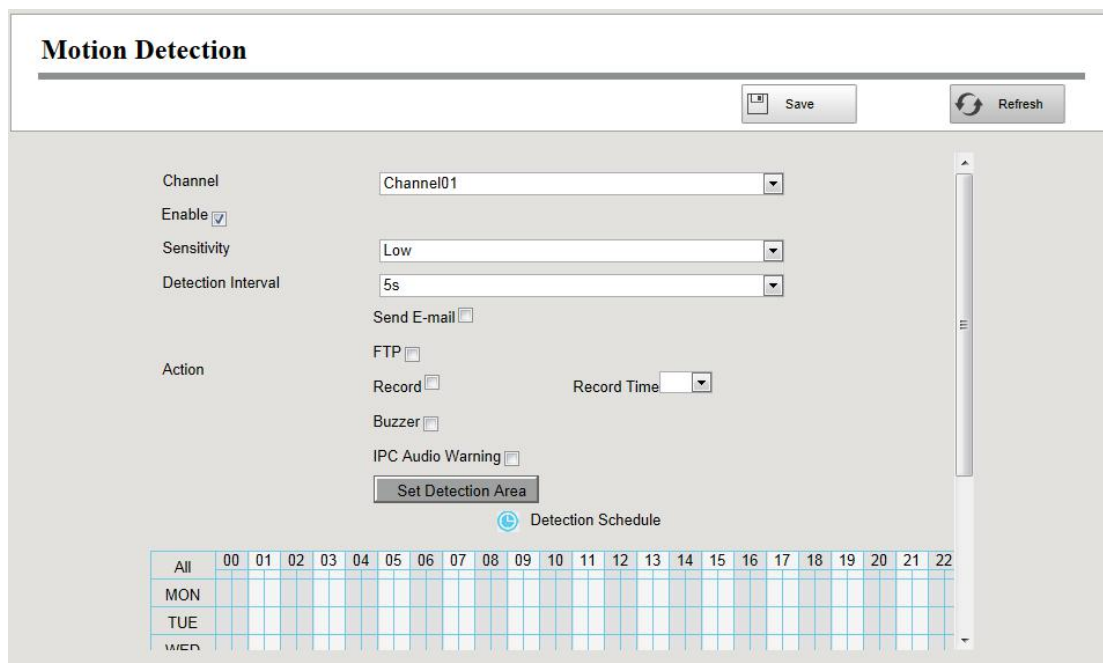 Motion Detection
Save Refresh
Channel Channel01
Enable
Sensitivity Low
Detection Interval 5s
Send E-mail
FTP
Action
Record Record Time
Buzzer
IPC Audio Warning
Set Detection Area
Detection Schedule
All 00 01 02 03 04 05 06 07 08 09 10 11 12 13 14 15 16 17 18 19 20 21 22
MON
TUE
WED